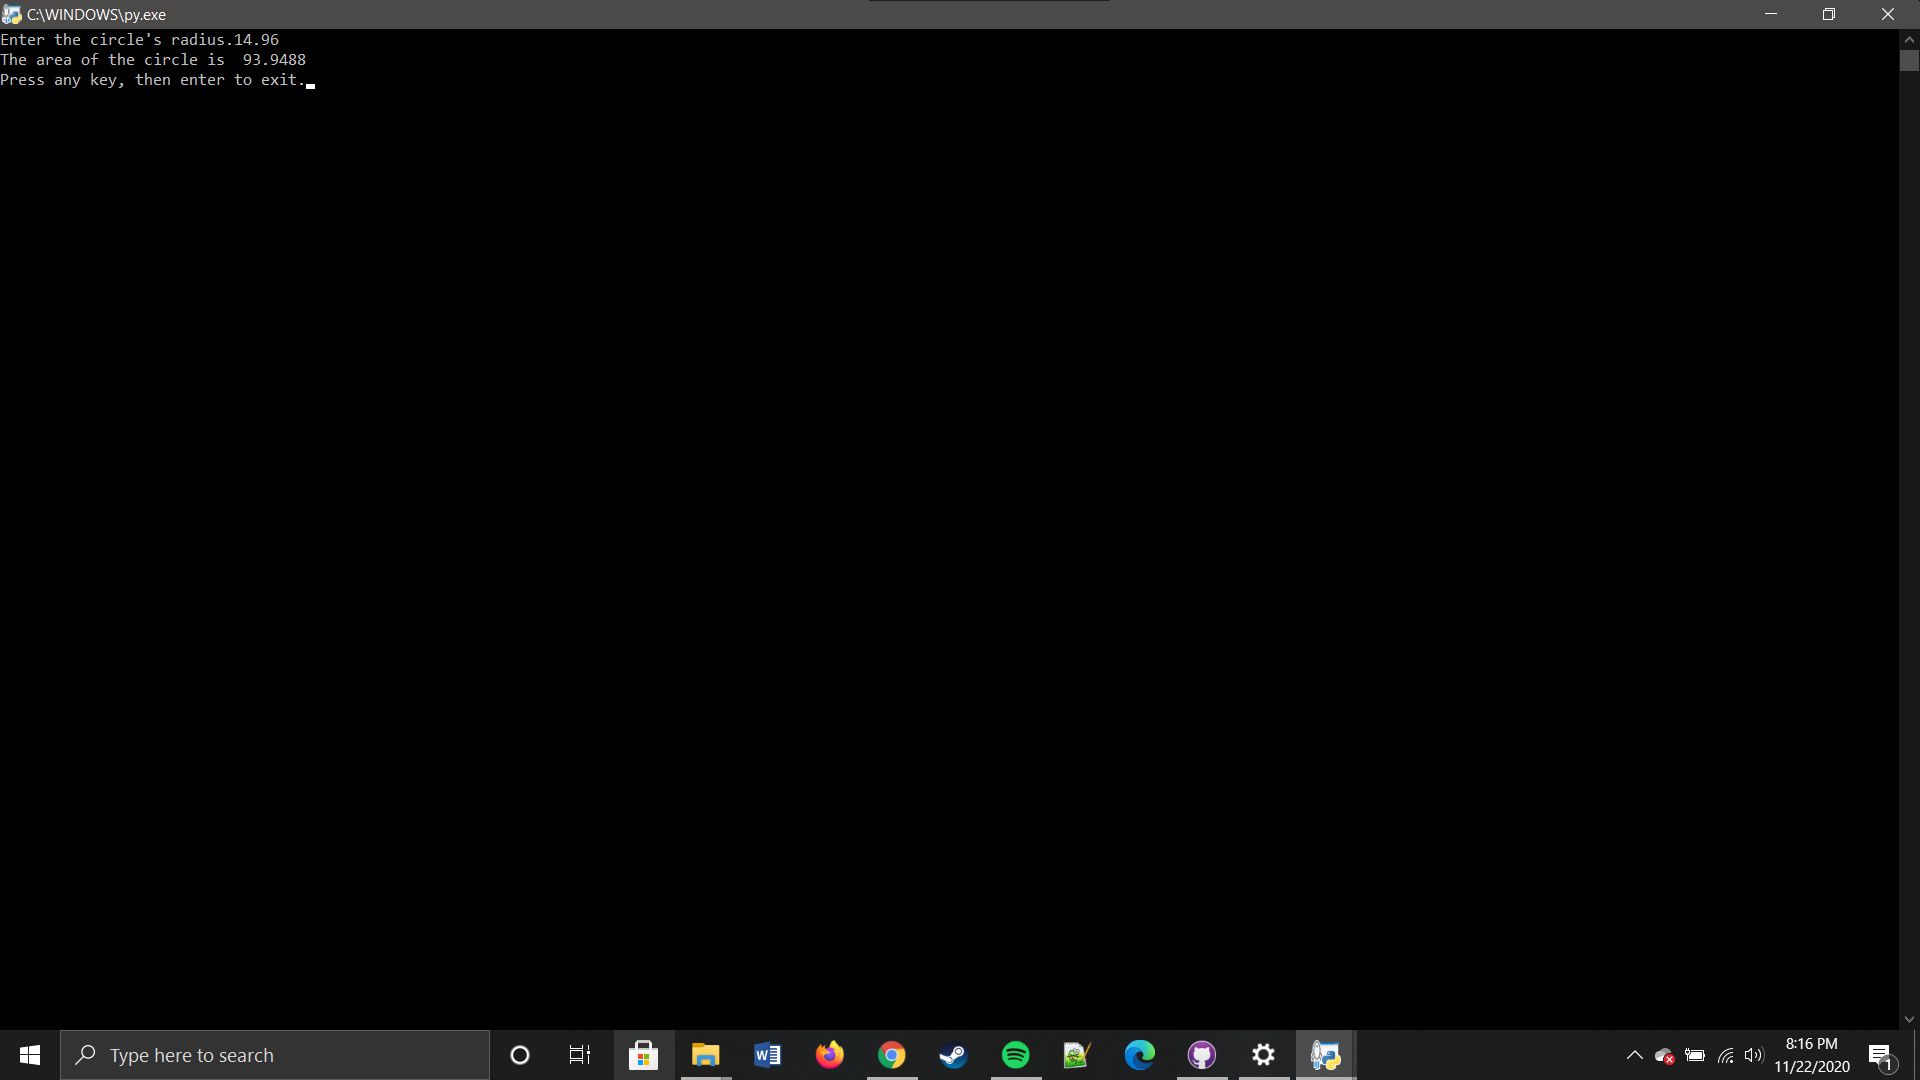 C:\WINDOWS\py.exe
Enter the circle's radius.14.96
The area of the circle is  93.9488
Press any key, then enter to exit.
Type here to search
8:16 PM
11/22/2020
1